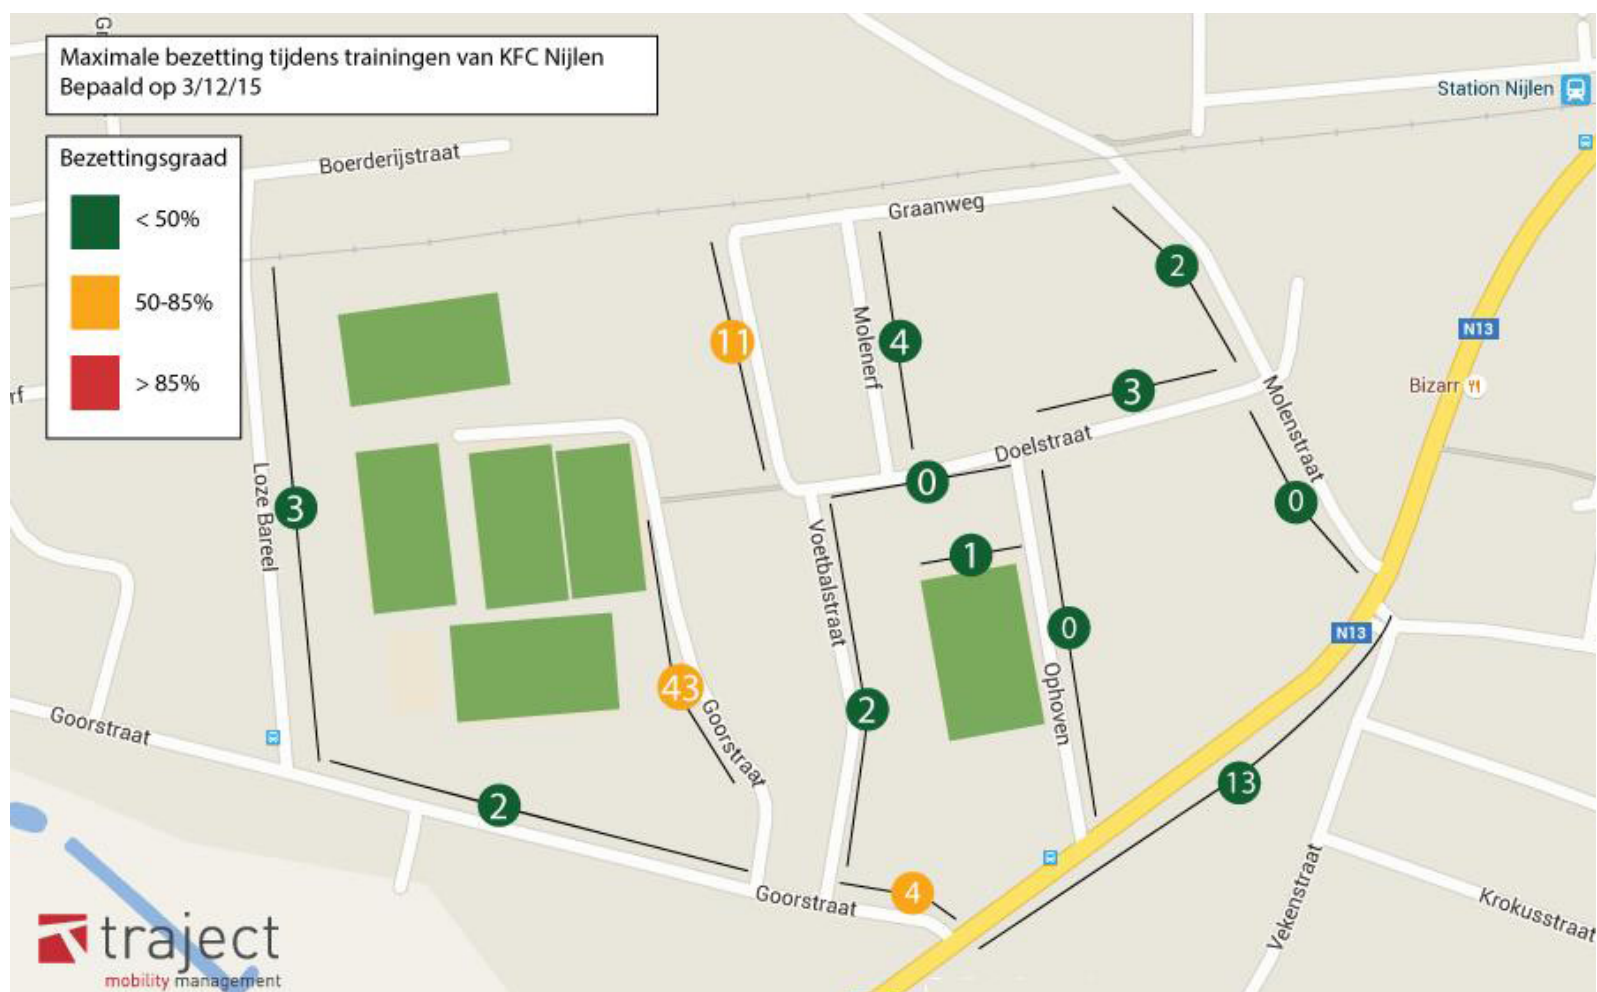 Maximale bezetting tijdens trainingen van KFC Nijlen
Bepaald op 3/12/15
Bezettingsgraad
< 50%
50-85%
> 85%
Station Nijlen
Boerderijstraat
Graanweg
2
11
Molenerf
4
N13
3
Bizarr
Molenstraat
Doelstraat
Loze Bareel
3
0
0
Voetbalstraat
1
0
N13
43
Goorstraat
2
Ophoven
Goorstraat
2
13
4
Goorstraat
Vekenstraat
Krokusstraat
traject
mobility management